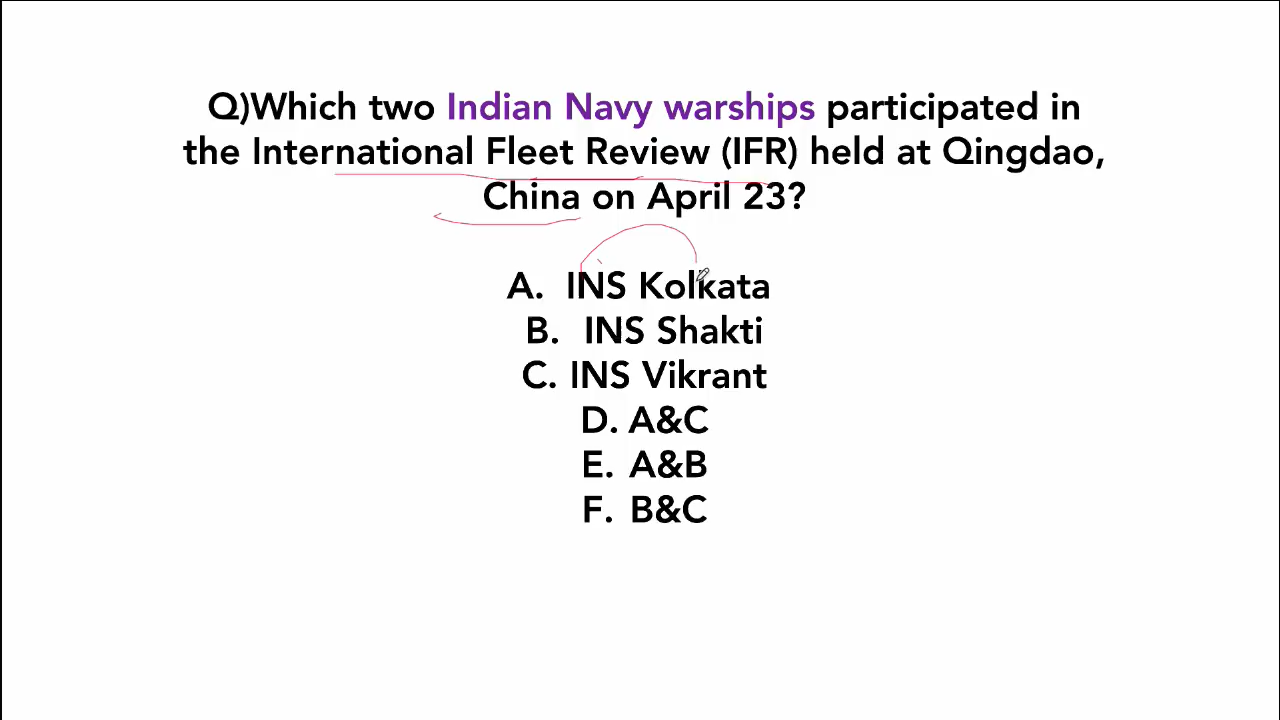 Q)Which two Indian Navy warships participated in
the International Fleet Review (IFR) held at Qingdao,
China on April 23?
A. INS Kolkata
B. INS Shakti
C. INS Vikrant
D. A&C
E. A&B
F. B&C